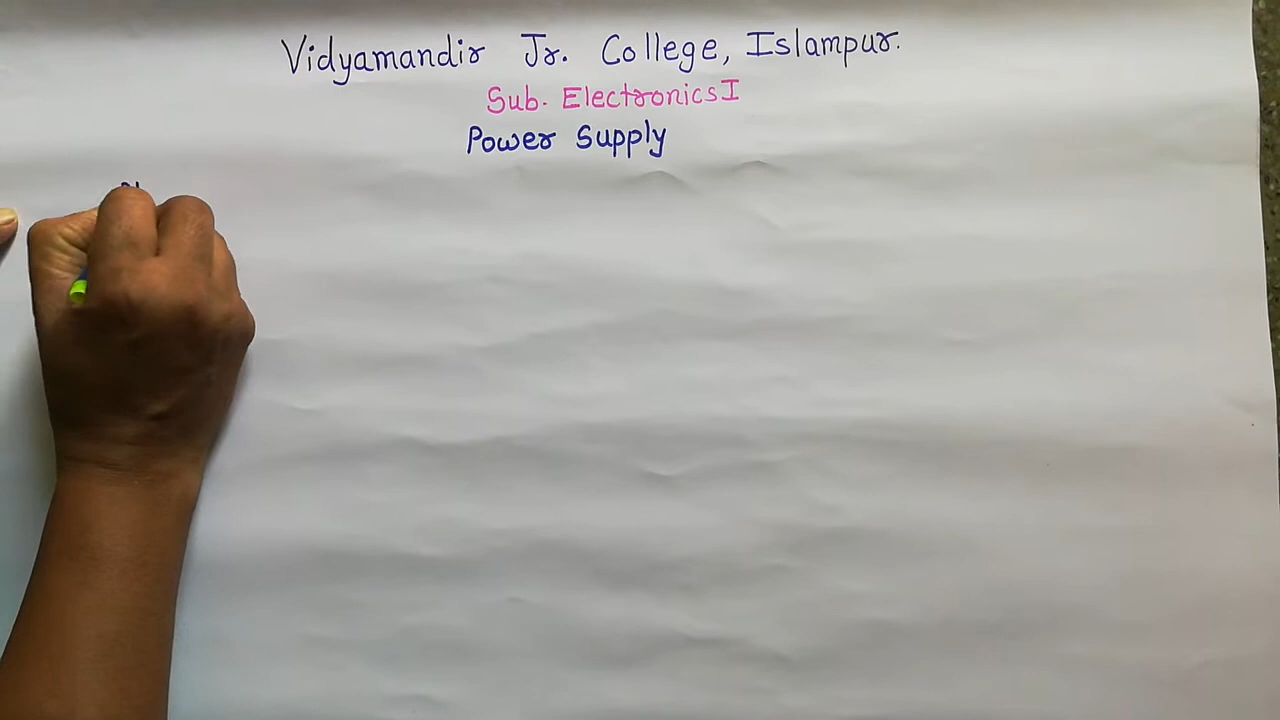 Vidyamandir Jr. College, Islampur.
Sub. Electronics I
Power Supply